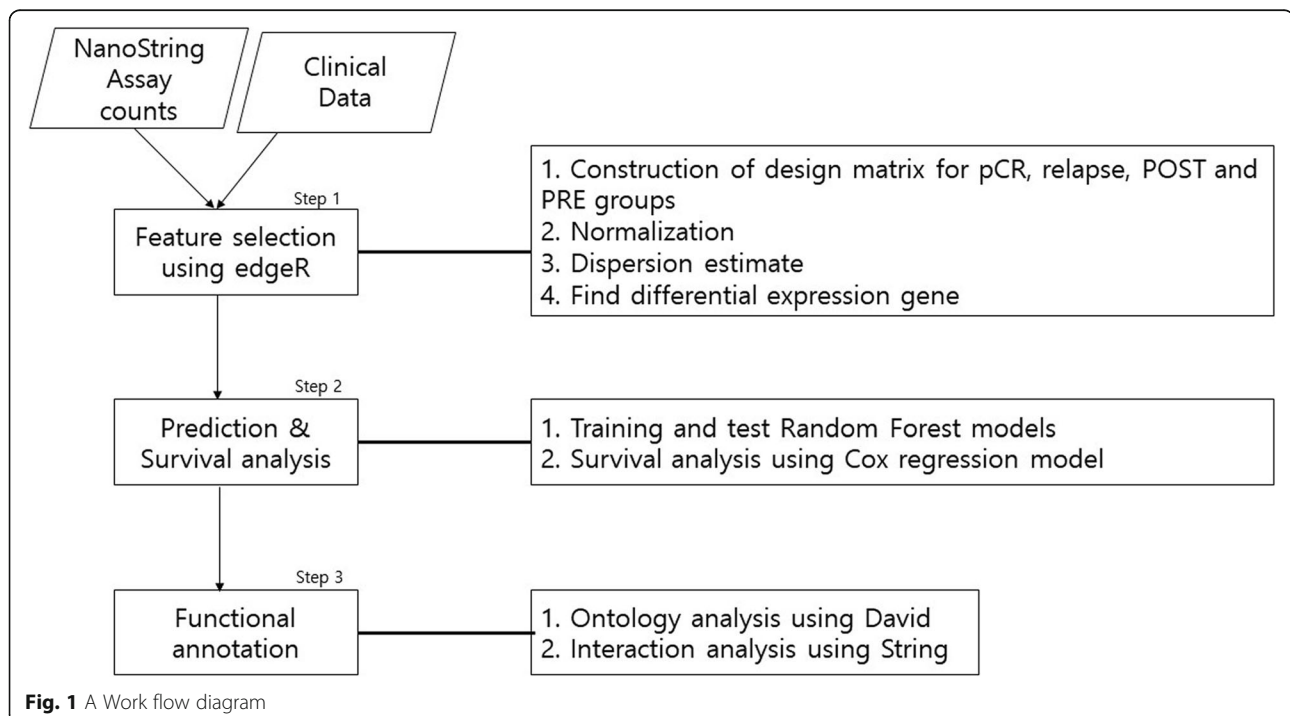 NanoString
Assay
counts
Clinical
Data
Step 1
Feature selection
using edgeR
1. Construction of design matrix for pCR, relapse, POST and
PRE groups
2. Normalization
3. Dispersion estimate
4. Find differential expression gene
Step 2
Prediction &
Survival analysis
1. Training and test Random Forest models
2. Survival analysis using Cox regression model
Step 3
Functional
annotation
1. Ontology analysis using David
2. Interaction analysis using String
Fig. 1 A Work flow diagram